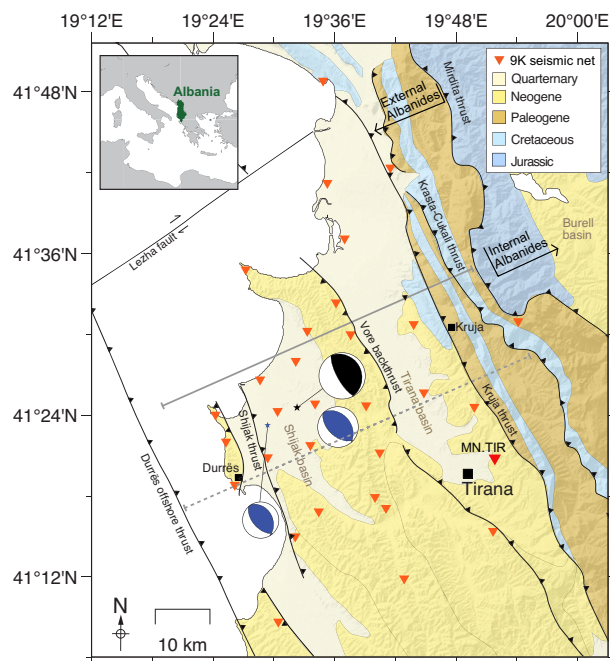 19°12'E
19°24'E
19°36'E
19°48'E
20°00'E
41°48'N
41°36'N
41°24'N
41°12'N
Albania
9K seismic net
Quarternary
Neogene
Paleogene
Cretaceous
Jurassic
Mirdita thrust
External
Albanides
Krasta-Cukali thrust
Internal
Albanides
Burell
basin
Lezha fault
Kruja
Vore backthrust
Tirana basin
Kruja thrust
Shijak thrust
Shijak basin
MN.TIR
Tirana
Durrës
Durrës offshore thrust
N
10 km